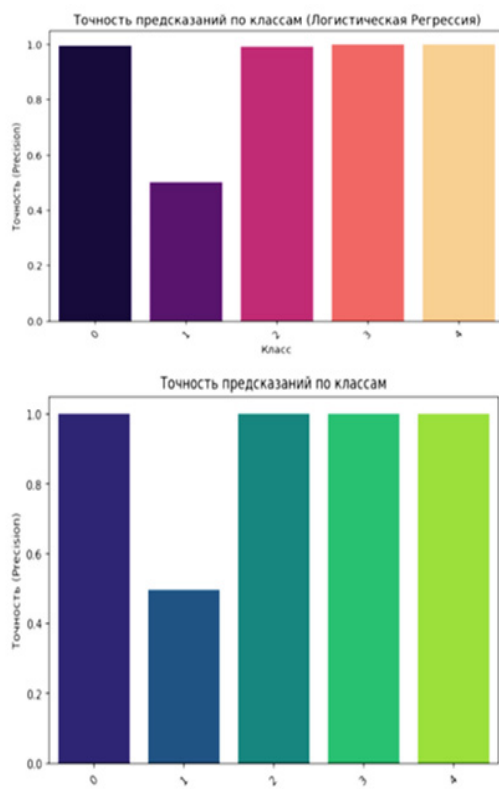 Точность предсказаний по классам (Логистическая Регрессия)
Точность (Precision)
1.0
0.8
0.6
0.4
0.2
0.0
0 1 2 3 4
Класс
Точность предсказаний по классам
Точность (Precision)
1.0
0.8
0.6
0.4
0.2
0.0
0 1 2 3 4